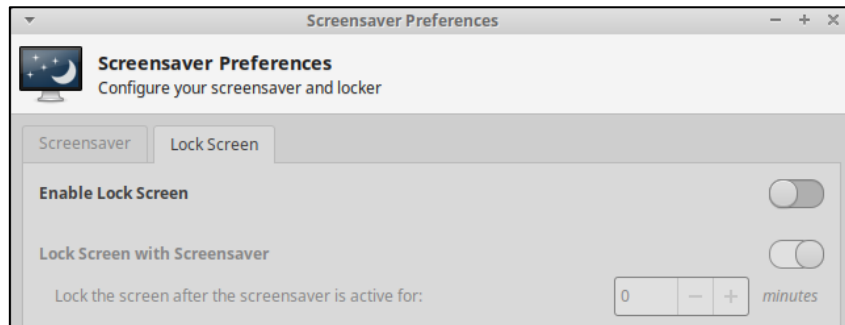 Screensaver Preferences
Screensaver Preferences
Configure your screensaver and locker
Screensaver Lock Screen
Enable Lock Screen
Lock Screen with Screensaver
Lock the screen after the screensaver is active for: 0 − + minutes